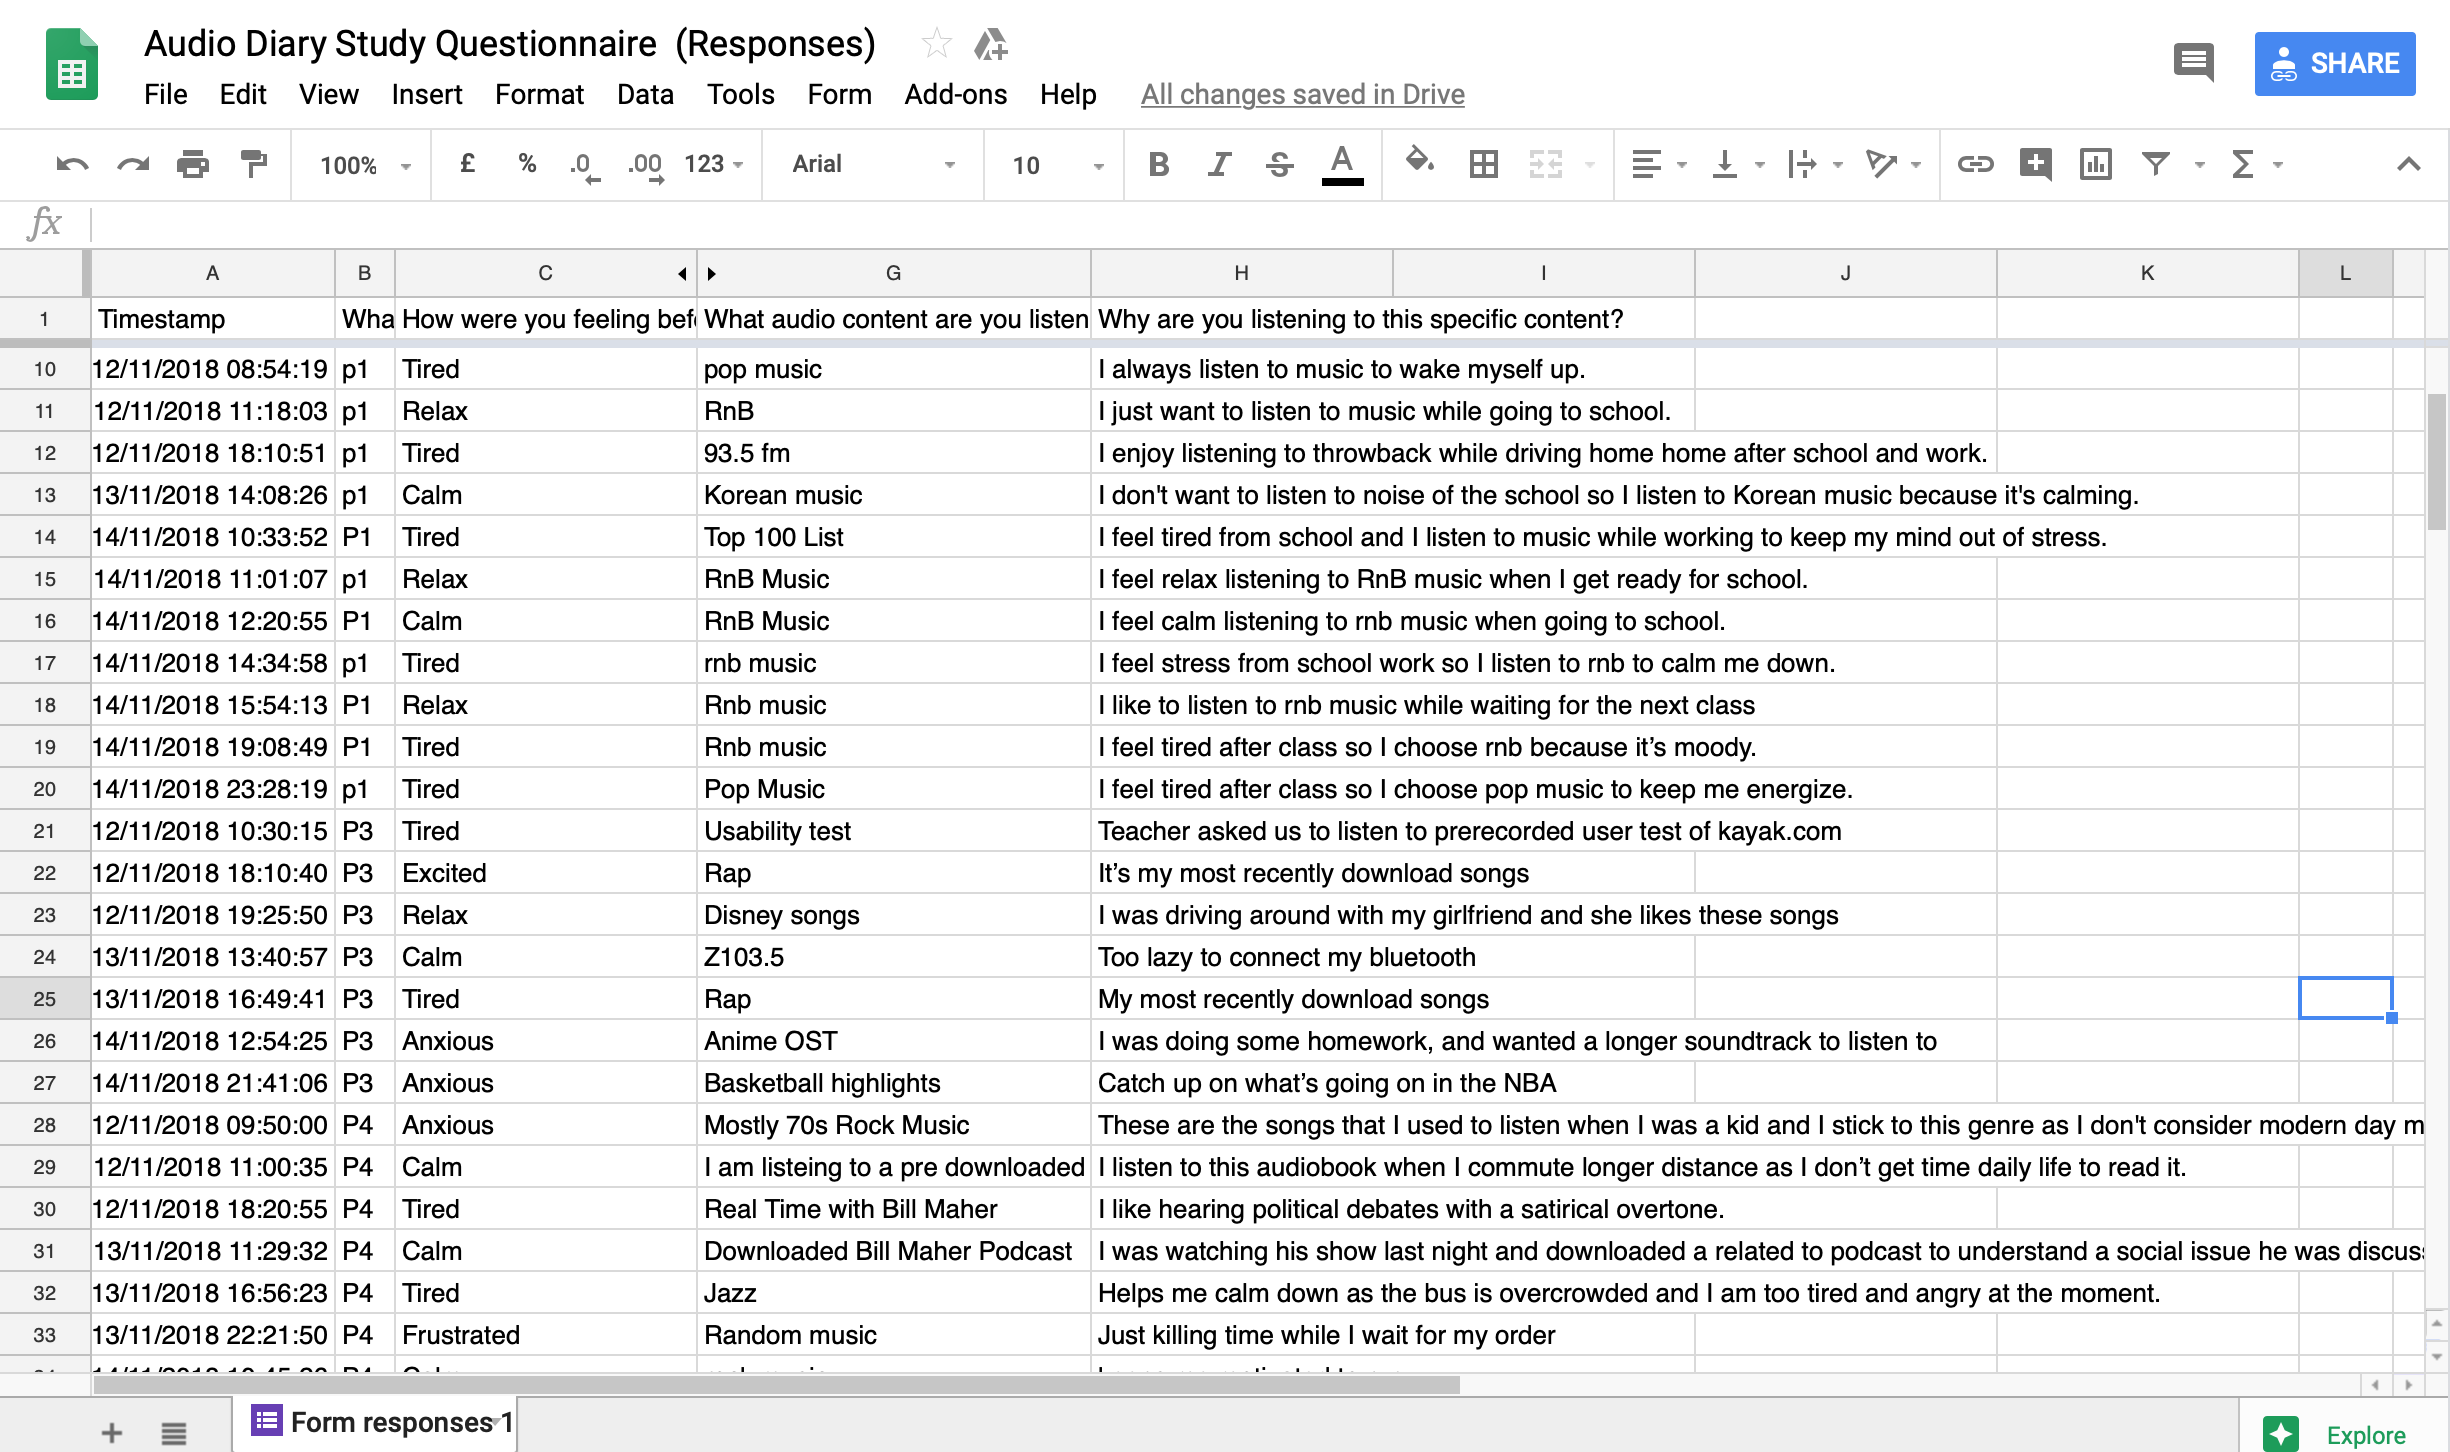 Audio Diary Study Questionnaire (Responses)
SHARE
File Edit View Insert Format Data Tools Form Add-ons Help All changes saved in Drive
100% £ % .0 .00 123 Arial 10 B I S A
fx
A B C G H I J K L
1 Timestamp Wha How were you feeling bef What audio content are you listen Why are you listening to this specific content?
10 12/11/2018 08:54:19 p1 Tired pop music I always listen to music to wake myself up.
11 12/11/2018 11:18:03 p1 Relax RnB I just want to listen to music while going to school.
12 12/11/2018 18:10:51 p1 Tired 93.5 fm I enjoy listening to throwback while driving home home after school and work.
13 13/11/2018 14:08:26 p1 Calm Korean music I don't want to listen to noise of the school so I listen to Korean music because it's calming.
14 14/11/2018 10:33:52 P1 Tired Top 100 List I feel tired from school and I listen to music while working to keep my mind out of stress.
15 14/11/2018 11:01:07 p1 Relax RnB Music I feel relax listening to RnB music when I get ready for school.
16 14/11/2018 12:20:55 P1 Calm RnB Music I feel calm listening to rnb music when going to school.
17 14/11/2018 14:34:58 p1 Tired rnb music I feel stress from school work so I listen to rnb to calm me down.
18 14/11/2018 15:54:13 P1 Relax Rnb music I like to listen to rnb music while waiting for the next class
19 14/11/2018 19:08:49 P1 Tired Rnb music I feel tired after class so I choose rnb because it’s moody.
20 14/11/2018 23:28:19 p1 Tired Pop Music I feel tired after class so I choose pop music to keep me energize.
21 12/11/2018 10:30:15 P3 Tired Usability test Teacher asked us to listen to prerecorded user test of kayak.com
22 12/11/2018 18:10:40 P3 Excited Rap It’s my most recently download songs
23 12/11/2018 19:25:50 P3 Relax Disney songs I was driving around with my girlfriend and she likes these songs
24 13/11/2018 13:40:57 P3 Calm Z103.5 Too lazy to connect my bluetooth
25 13/11/2018 16:49:41 P3 Tired Rap My most recently download songs
26 14/11/2018 12:54:25 P3 Anxious Anime OST I was doing some homework, and wanted a longer soundtrack to listen to
27 14/11/2018 21:41:06 P3 Anxious Basketball highlights Catch up on what’s going on in the NBA
28 12/11/2018 09:50:00 P4 Anxious Mostly 70s Rock Music These are the songs that I used to listen when I was a kid and I stick to this genre as I don't consider modern day m
29 12/11/2018 11:00:35 P4 Calm I am listeing to a pre downloaded I listen to this audiobook when I commute longer distance as I don’t get time daily life to read it.
30 12/11/2018 18:20:55 P4 Tired Real Time with Bill Maher I like hearing political debates with a satirical overtone.
31 13/11/2018 11:29:32 P4 Calm Downloaded Bill Maher Podcast I was watching his show last night and downloaded a related to podcast to understand a social issue he was discus
32 13/11/2018 16:56:23 P4 Tired Jazz Helps me calm down as the bus is overcrowded and I am too tired and angry at the moment.
33 13/11/2018 22:21:50 P4 Frustrated Random music Just killing time while I wait for my order
Form responses 1
Explore